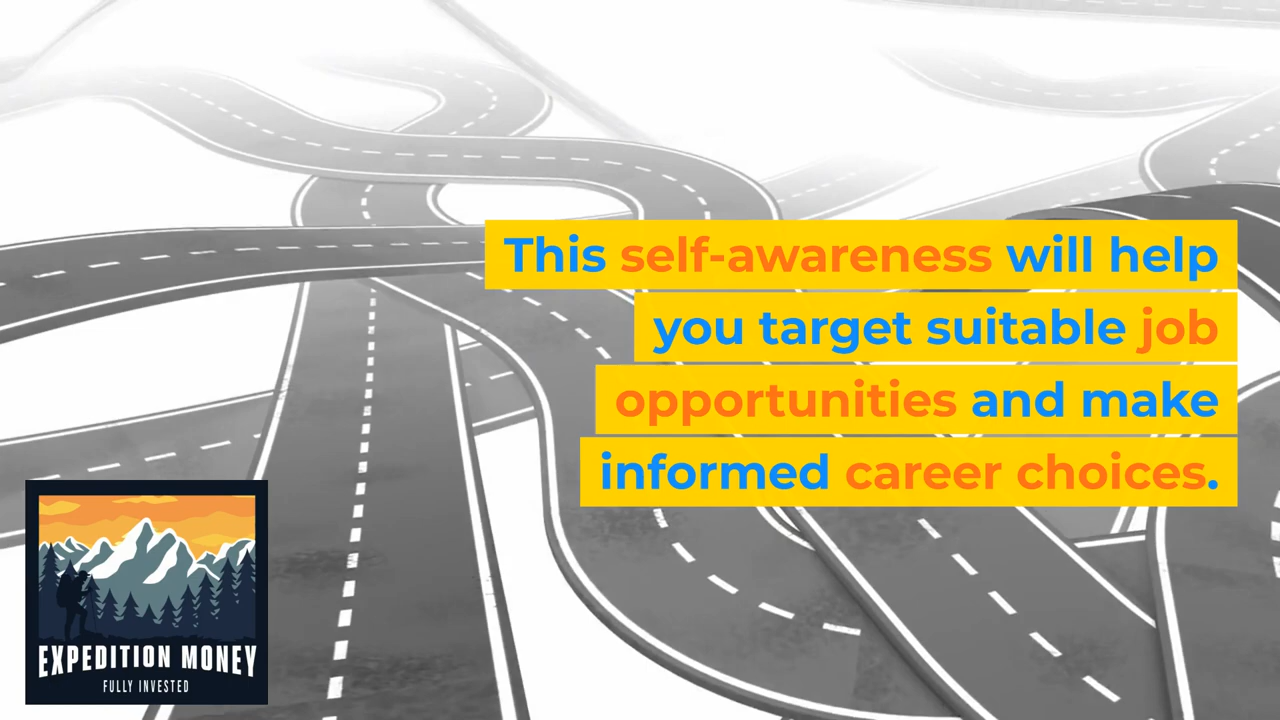 This self-awareness will help
you target suitable job
opportunities and make
informed career choices.
EXPEDITION MONEY
FULLY INVESTED